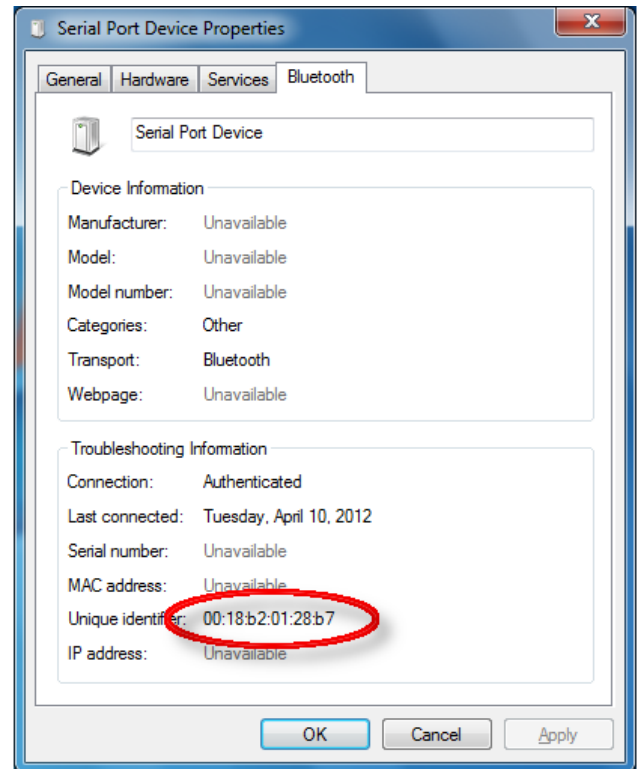 Serial Port Device Properties
General Hardware Services Bluetooth
Serial Port Device
Device Information
Manufacturer: Unavailable
Model: Unavailable
Model number: Unavailable
Categories: Other
Transport: Bluetooth
Webpage: Unavailable
Troubleshooting Information
Connection: Authenticated
Last connected: Tuesday, April 10, 2012
Serial number: Unavailable
MAC address: Unavailable
Unique identifier: 00:18:b2:01:28:b7
IP address: Unavailable
OK Cancel Apply